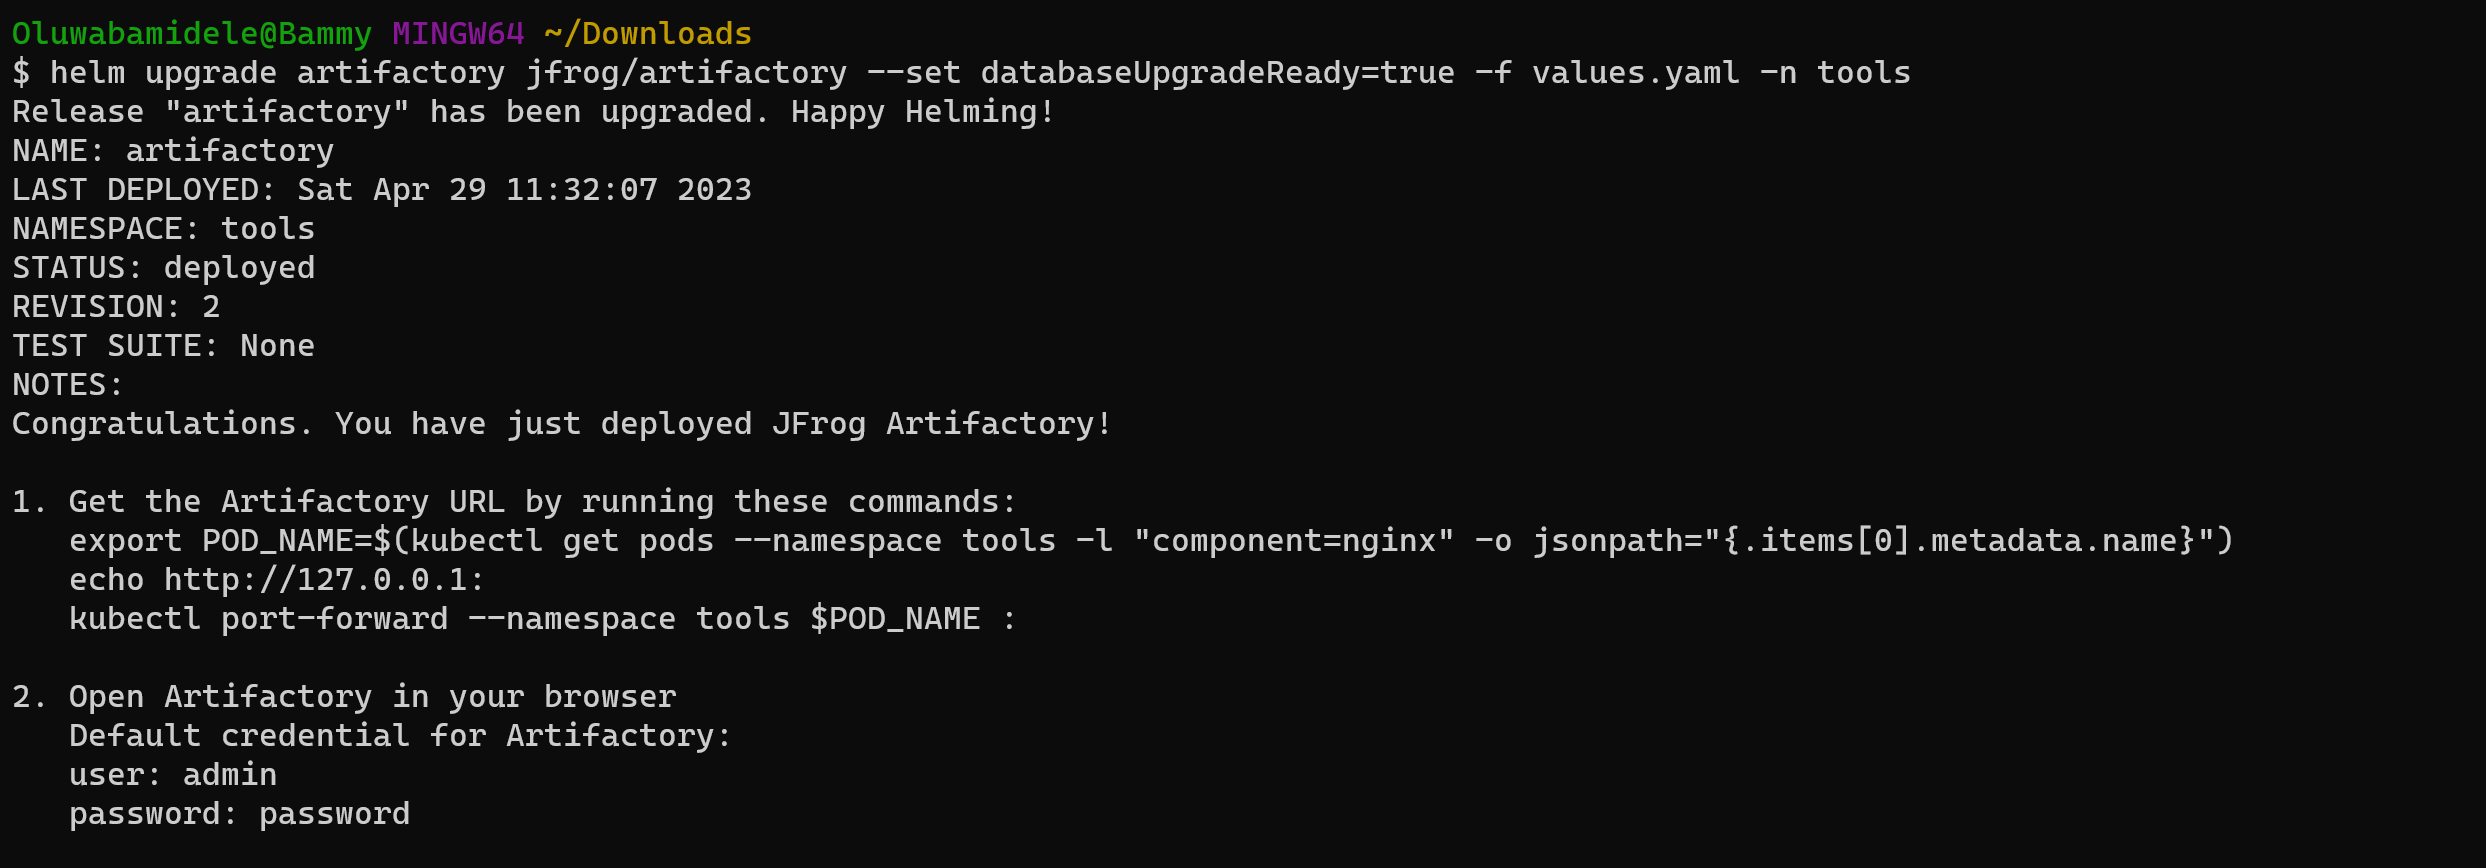 Oluwabamidele@Bammy MINGW64 ~/Downloads
$ helm upgrade artifactory jfrog/artifactory --set databaseUpgradeReady=true -f values.yaml -n tools
Release "artifactory" has been upgraded. Happy Helming!
NAME: artifactory
LAST DEPLOYED: Sat Apr 29 11:32:07 2023
NAMESPACE: tools
STATUS: deployed
REVISION: 2
TEST SUITE: None
NOTES:
Congratulations. You have just deployed JFrog Artifactory!

1. Get the Artifactory URL by running these commands:
   export POD_NAME=$(kubectl get pods --namespace tools -l "component=nginx" -o jsonpath="{.items[0].metadata.name}")
   echo http://127.0.0.1:
   kubectl port-forward --namespace tools $POD_NAME :

2. Open Artifactory in your browser
   Default credential for Artifactory:
   user: admin
   password: password